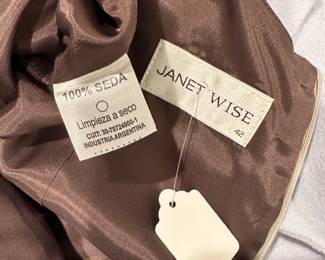 100% SEDA
Limpieza a seco
CUIT: 30-70724900-1
INDUSTRIA ARGENTINA
JANET WISE
42